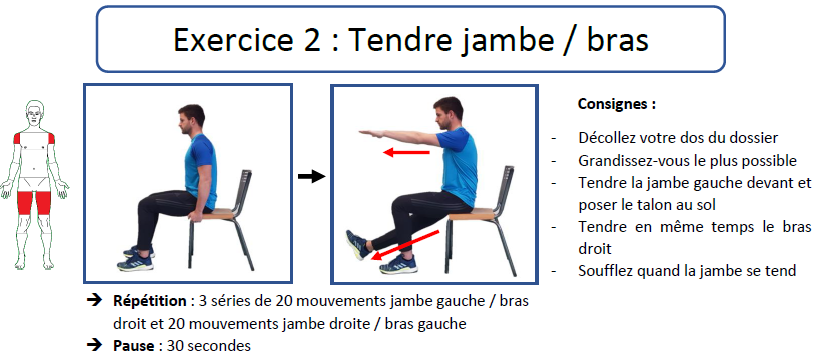 Exercice 2 : Tendre jambe / bras
Consignes :
- Décollez votre dos du dossier
- Grandissez-vous le plus possible
- Tendre la jambe gauche devant et
poser le talon au sol
- Tendre en même temps le bras
droit
- Soufflez quand la jambe se tend
➔ Répétition : 3 séries de 20 mouvements jambe gauche / bras
droit et 20 mouvements jambe droite / bras gauche
➔ Pause : 30 secondes